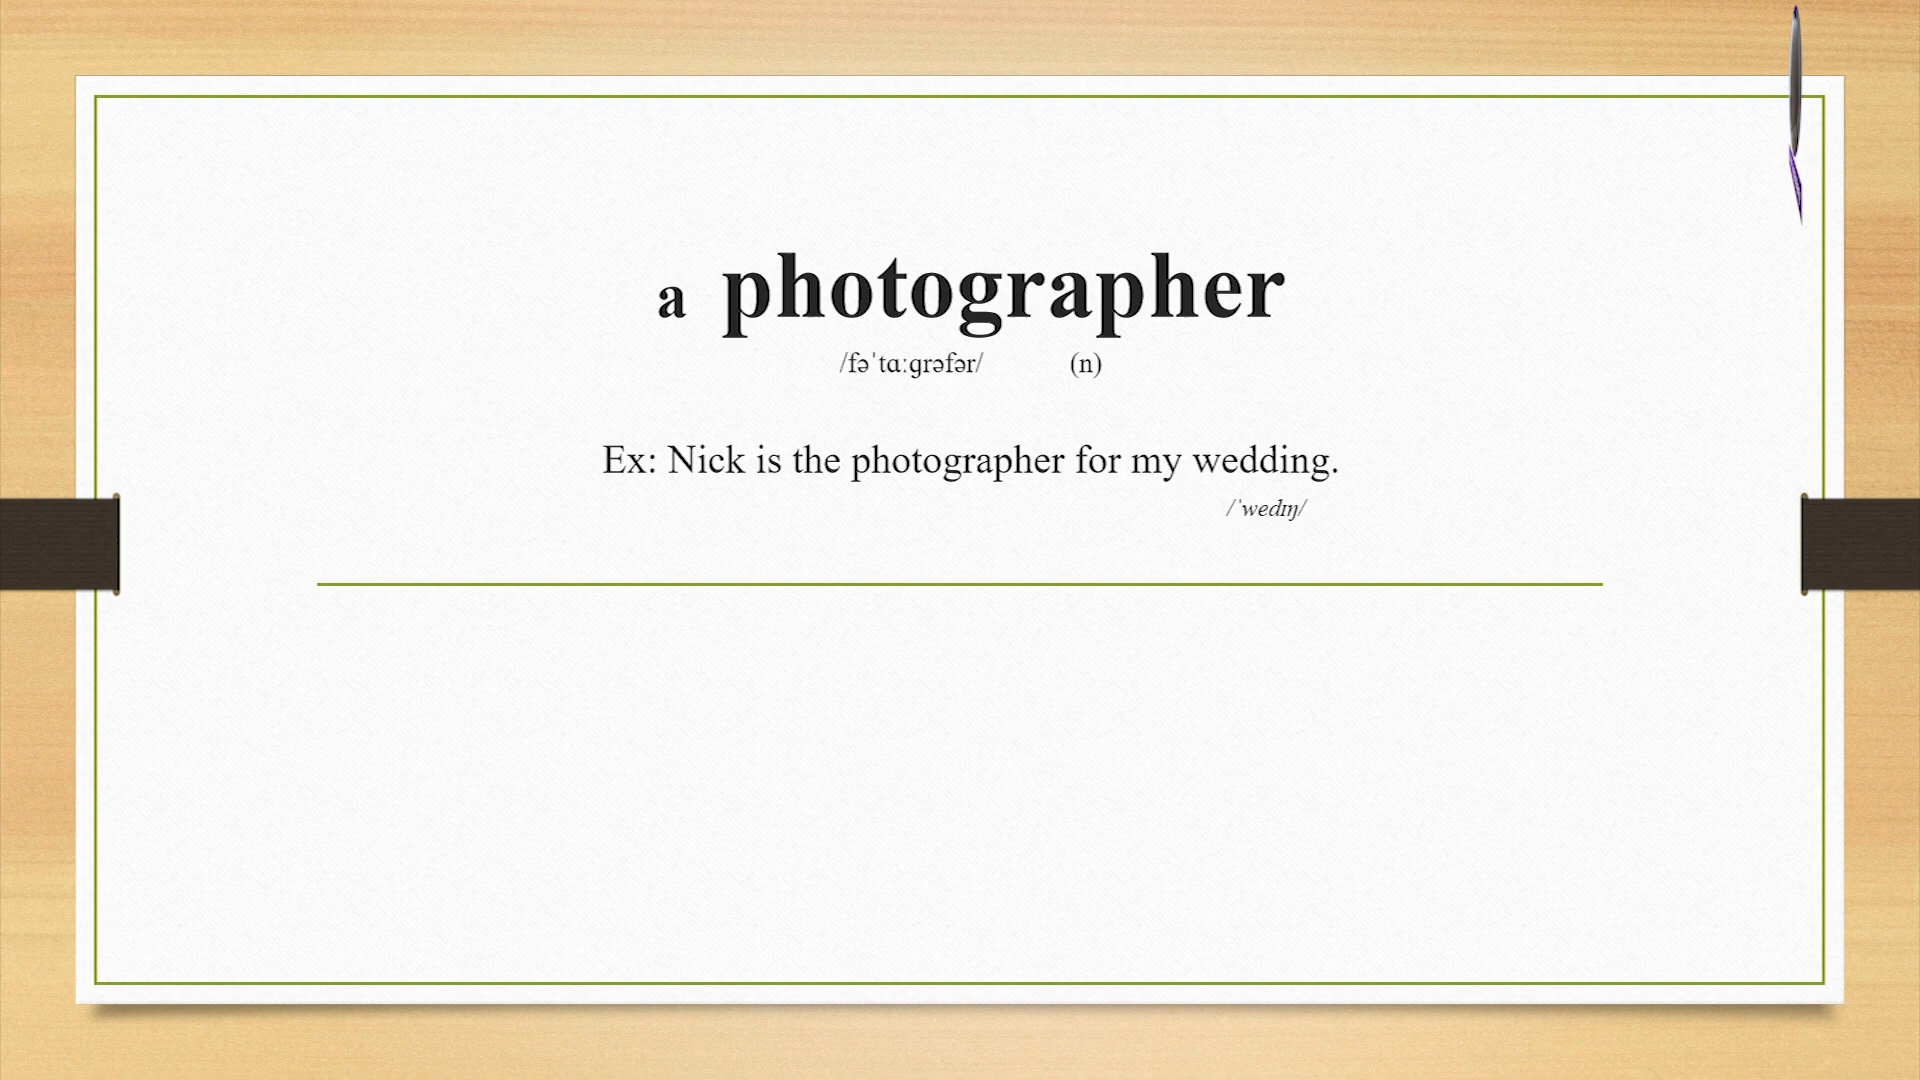 a photographer
/fəˈtɑːɡrəfər/ (n)
Ex: Nick is the photographer for my wedding.
/ˈwedɪŋ/